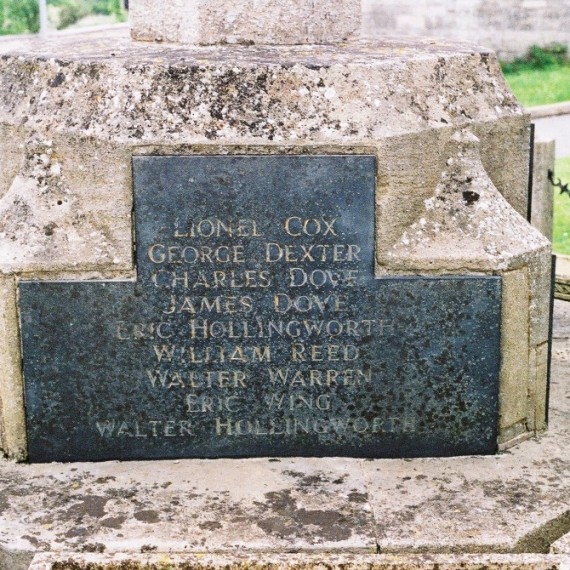 LIONEL COX
GEORGE DEXTER
CHARLES DOVE
JAMES DOVE
ERIC HOLLINGWORTH
WILLIAM REED
WALTER WARREN
ERIC WING
WALTER HOLLINGWORTH